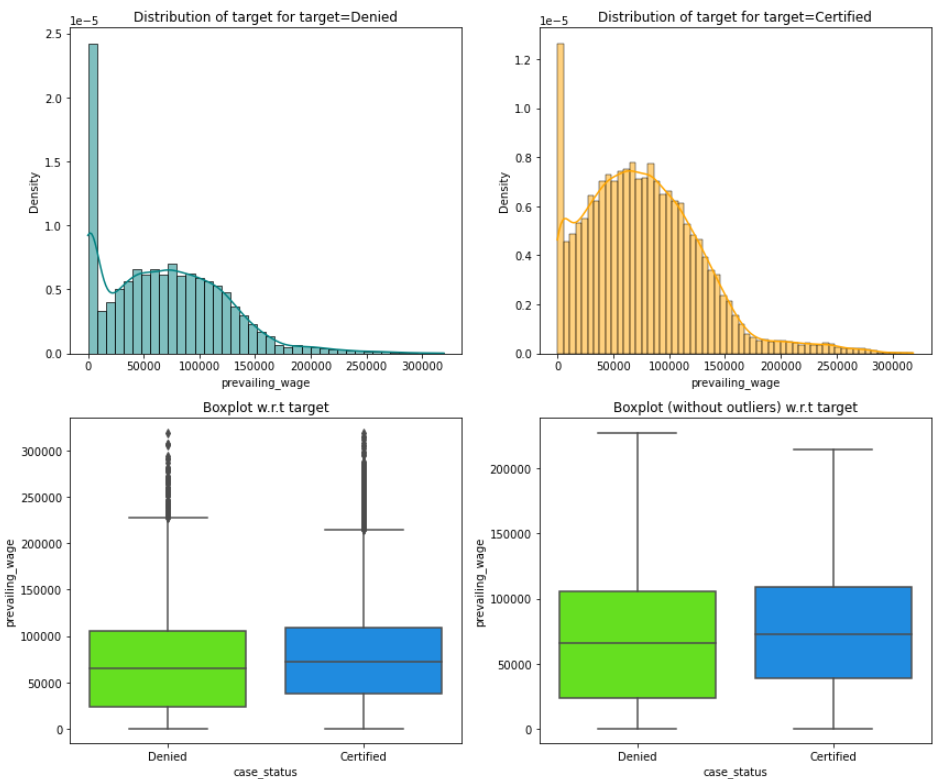 Distribution of target for target=Denied
1e−5
2.5
2.0
1.5
1.0
0.5
0.0
Density
0 50000 100000 150000 200000 250000 300000
prevailing_wage
Distribution of target for target=Certified
1e−5
1.2
1.0
0.8
0.6
0.4
0.2
0.0
Density
0 50000 100000 150000 200000 250000 300000
prevailing_wage
Boxplot w.r.t target
300000
250000
200000
150000
100000
50000
0
prevailing_wage
Denied Certified
case_status
Boxplot (without outliers) w.r.t target
200000
150000
100000
50000
0
prevailing_wage
Denied Certified
case_status